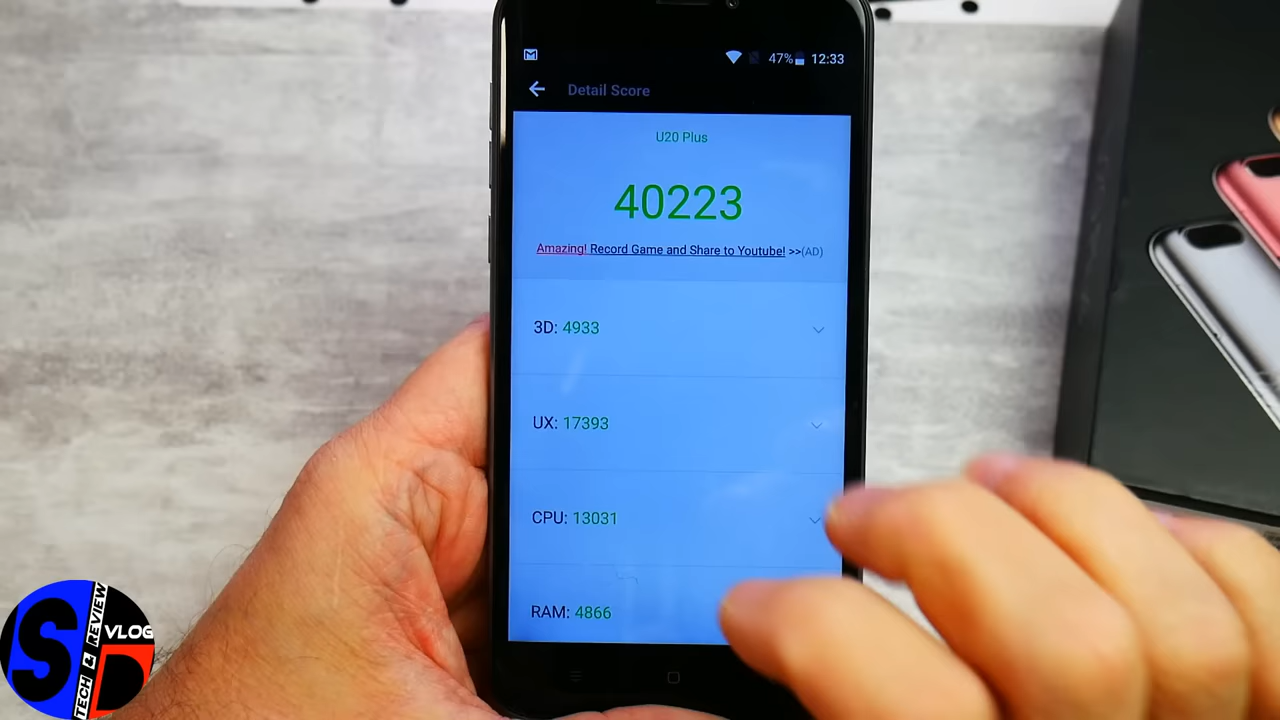 47% 12:33
Detail Score
U20 Plus
40223
Amazing! Record Game and Share to Youtube! >>(AD)
3D: 4933
UX: 17393
CPU: 13031
RAM: 4866
SD
TECH & REVIEW
VLOG